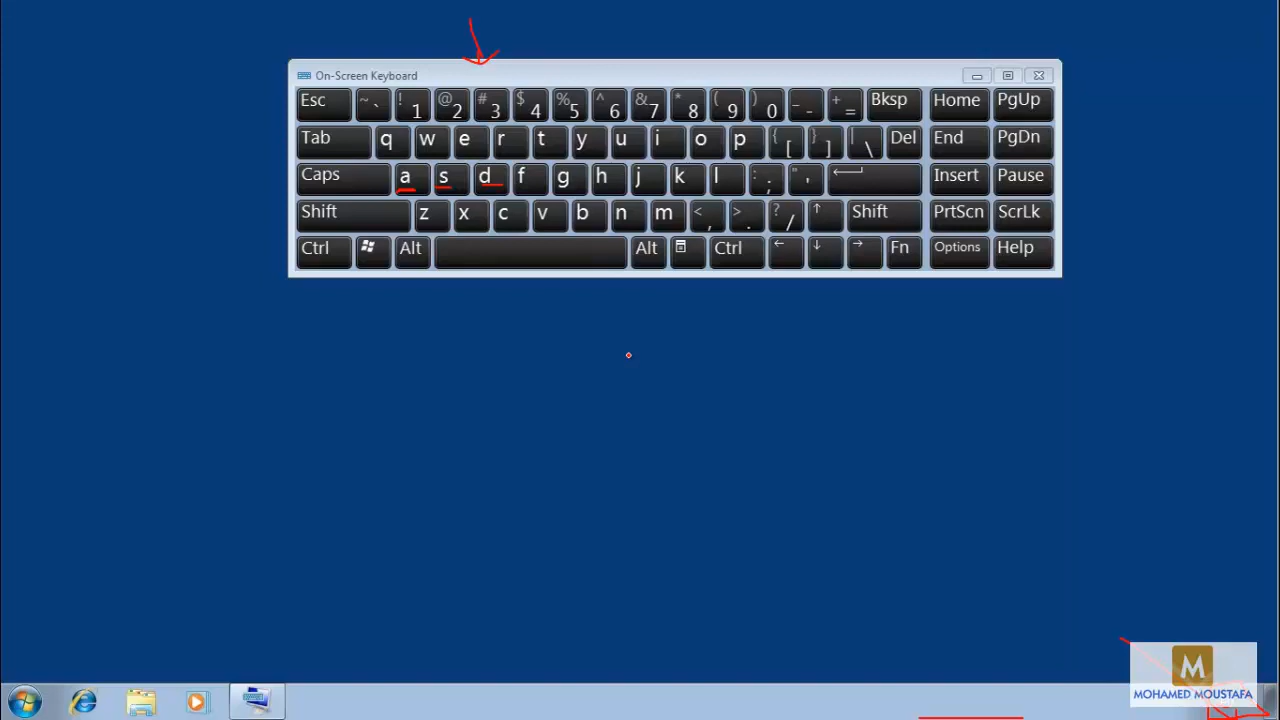 On-Screen Keyboard
Esc ~ ` ! 1 @ 2 # 3 $ 4 % 5 ^ 6 & 7 * 8 ( 9 ) 0 _ - + = Bksp Home PgUp
Tab q w e r t y u i o p { [ } ] | \ Del End PgDn
Caps a s d f g h j k l : ; " ' Insert Pause
Shift z x c v b n m < , > . ? / ↑ Shift PrtScn ScrLk
Ctrl Alt Alt Ctrl ← ↓ → Fn Options Help
M
MOHAMED MOUSTAFA